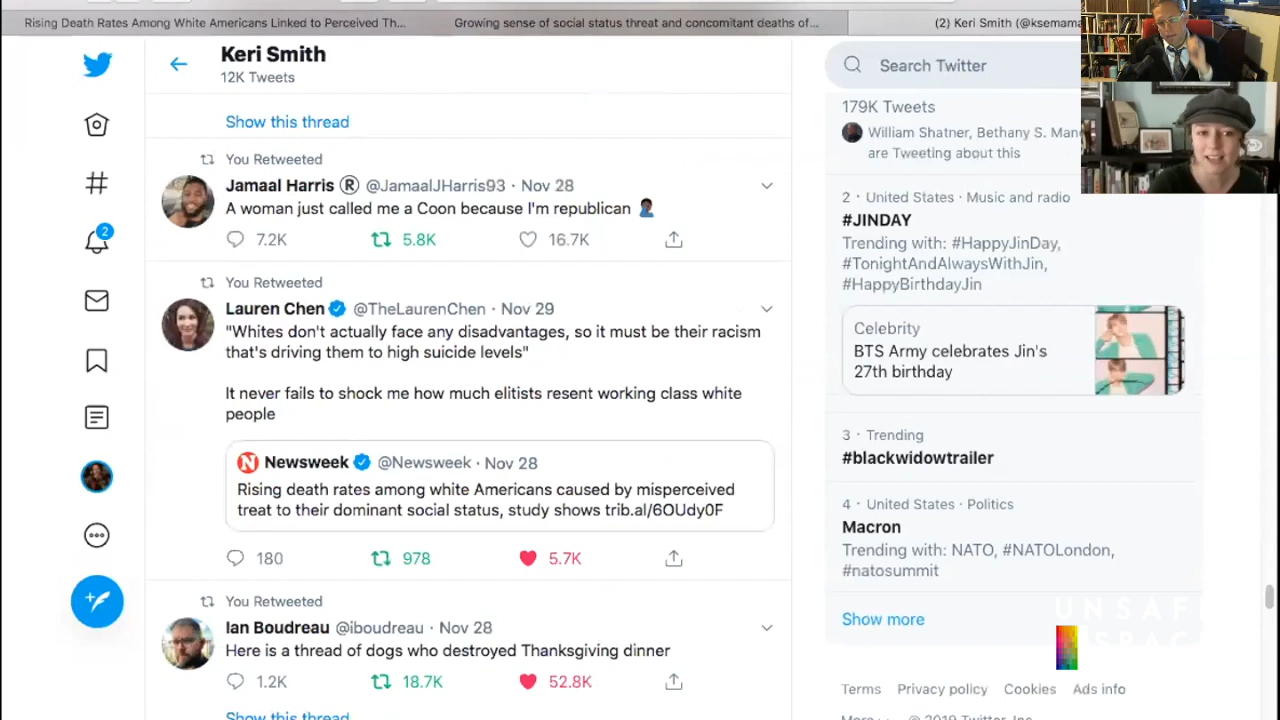 Rising Death Rates Among White Americans Linked to Perceived Th...
Growing sense of social status threat and concomitant deaths of...
(2) Keri Smith (@ksemama
Keri Smith
12K Tweets
Show this thread
You Retweeted
Jamaal Harris ® @JamaalJHarris93 · Nov 28
A woman just called me a Coon because I'm republican
7.2K 5.8K 16.7K
You Retweeted
Lauren Chen @TheLaurenChen · Nov 29
"Whites don't actually face any disadvantages, so it must be their racism
that's driving them to high suicide levels"
It never fails to shock me how much elitists resent working class white
people
N Newsweek @Newsweek · Nov 28
Rising death rates among white Americans caused by misperceived
treat to their dominant social status, study shows trib.al/6OUdy0F
180 978 5.7K
You Retweeted
Ian Boudreau @iboudreau · Nov 28
Here is a thread of dogs who destroyed Thanksgiving dinner
1.2K 18.7K 52.8K
Show this thread
2
Search Twitter
179K Tweets
William Shatner, Bethany S. Man
are Tweeting about this
2 · United States · Music and radio
#JINDAY
Trending with: #HappyJinDay,
#TonightAndAlwaysWithJin,
#HappyBirthdayJin
Celebrity
BTS Army celebrates Jin's
27th birthday
3 · Trending
#blackwidowtrailer
4 · United States · Politics
Macron
Trending with: NATO, #NATOLondon,
#natosummit
Show more
UNSAFE
SPACE
Terms Privacy policy Cookies Ads info
More © 2019 Twitter, Inc.